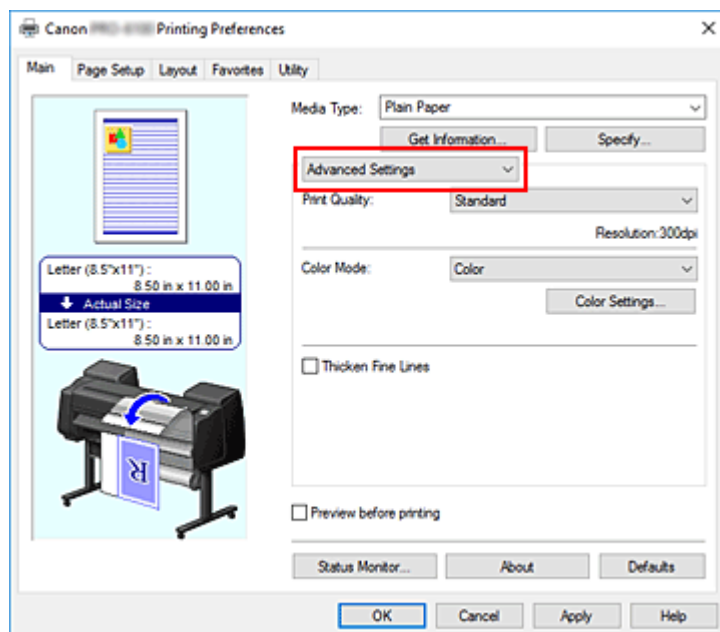 Canon Printing Preferences
Main Page Setup Layout Favorites Utility
Media Type: Plain Paper
Get Information... Specify...
Advanced Settings
Print Quality: Standard
Resolution:300dpi
Letter (8.5"x11") :
8.50 in x 11.00 in
Actual Size
Letter (8.5"x11") :
8.50 in x 11.00 in
Color Mode: Color
Color Settings...
Thicken Fine Lines
R
Preview before printing
Status Monitor... About Defaults
OK Cancel Apply Help